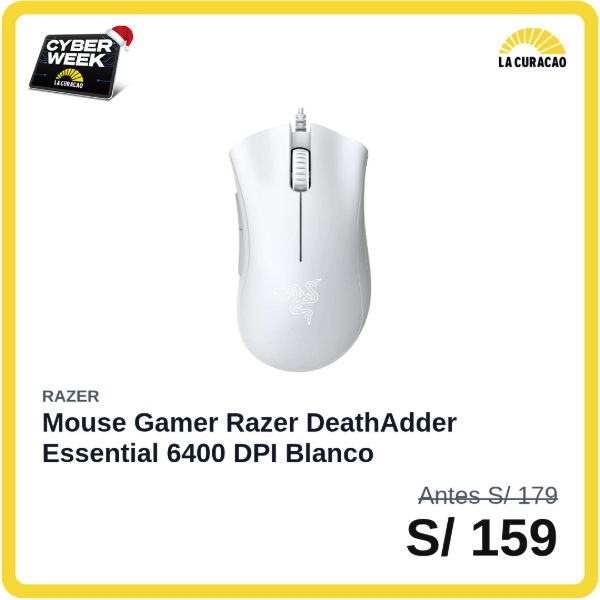 CYBER
WEEK
LA CURACAO
LA CURACAO
RAZER
Mouse Gamer Razer DeathAdder
Essential 6400 DPI Blanco
Antes S/ 179
S/ 159